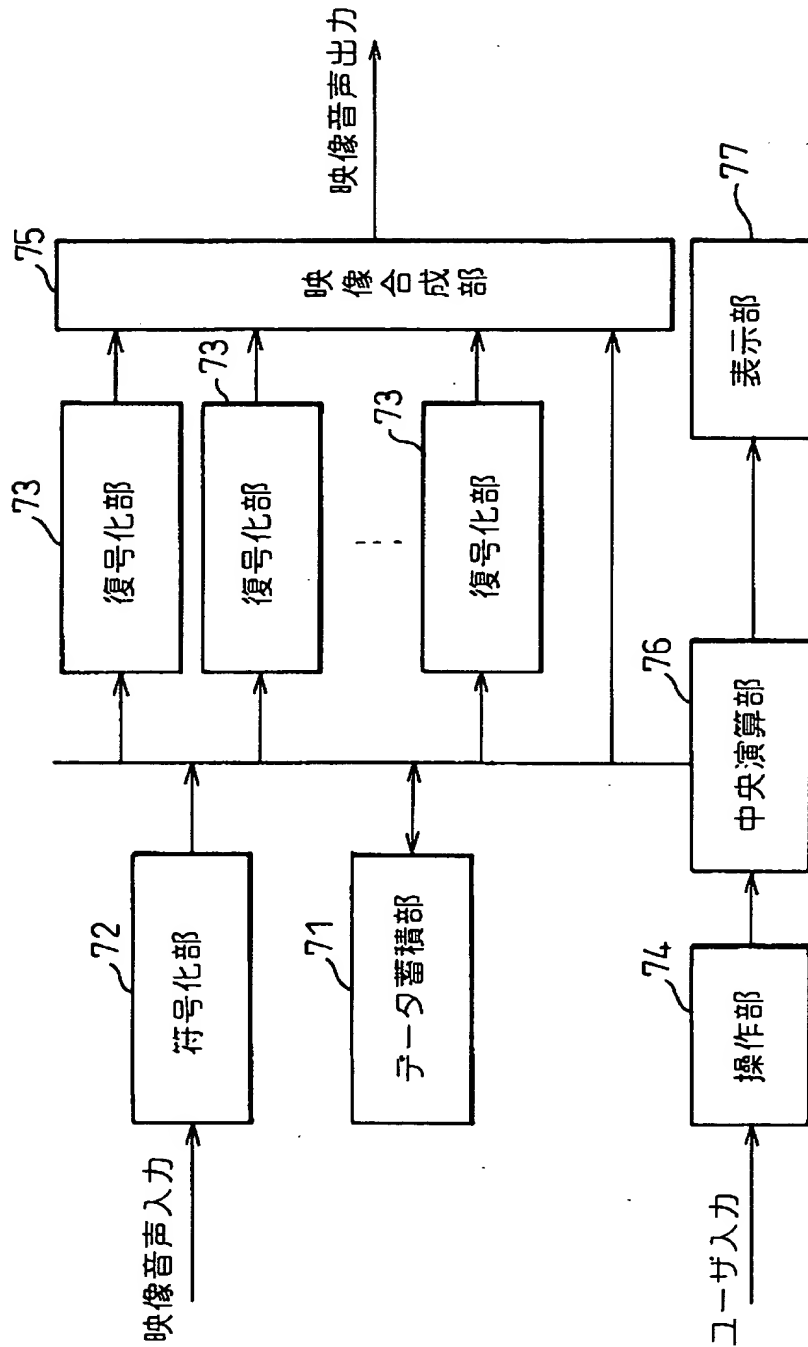 映像音声入力
72
符号化部
71
データ蓄積部
ユーザ入力
74
操作部
76
中央演算部
73
復号化部
73
復号化部
73
復号化部
75
映像合成部
映像音声出力
77
表示部